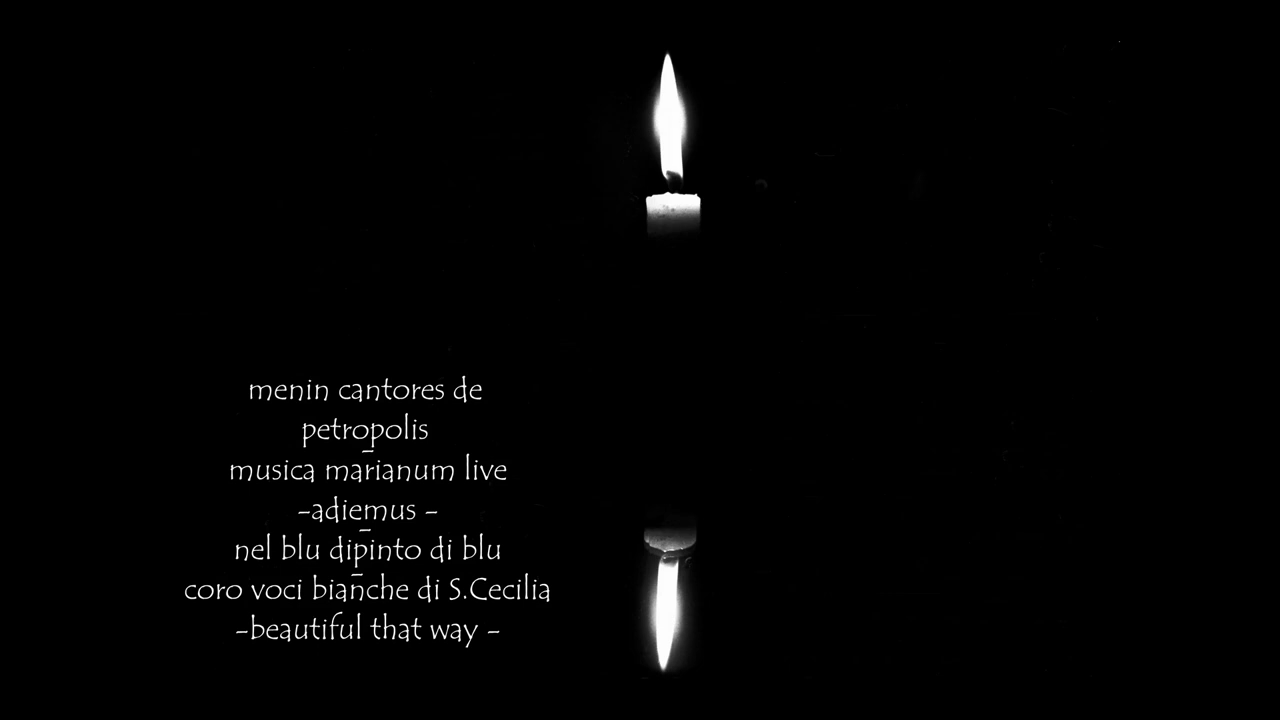 menin cantores de
petropolis
-
musica marianum live
-adiemus -
-
nel blu dipinto di blu
-
coro voci bianche di S.Cecilia
-beautiful that way -